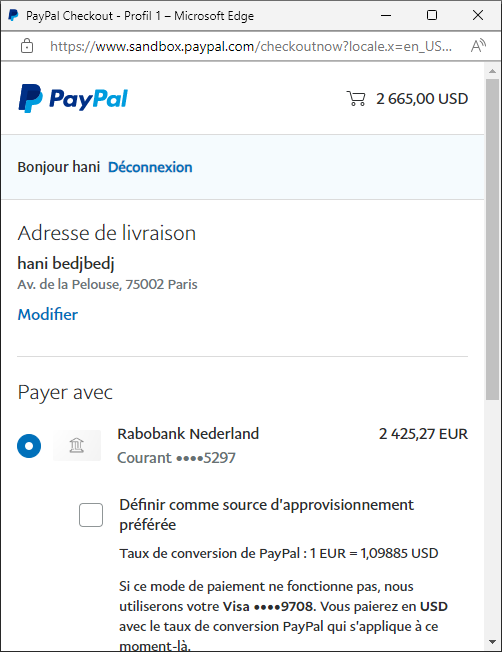 PayPal Checkout - Profil 1 – Microsoft Edge
https://www.sandbox.paypal.com/checkoutnow?locale.x=en_US...
PayPal
2 665,00 USD
Bonjour hani Déconnexion
Adresse de livraison
hani bedjbedj
Av. de la Pelouse, 75002 Paris
Modifier
Payer avec
Rabobank Nederland 2 425,27 EUR
Courant ••••5297
Définir comme source d'approvisionnement
préférée
Taux de conversion de PayPal : 1 EUR = 1,09885 USD
Si ce mode de paiement ne fonctionne pas, nous
utiliserons votre Visa ••••9708. Vous paierez en USD
avec le taux de conversion PayPal qui s'applique à ce
moment-là.